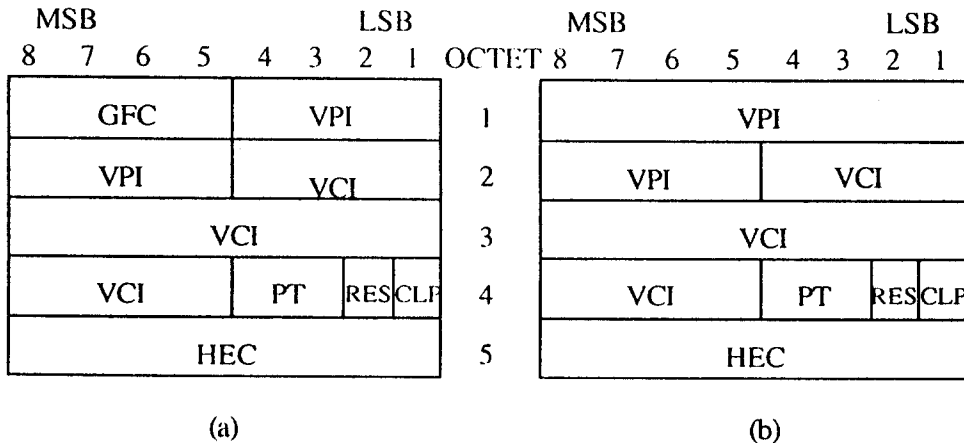 MSB LSB MSB LSB
8 7 6 5 4 3 2 1 OCTET 8 7 6 5 4 3 2 1
GFC VPI 1 VPI
VPI VCI 2 VPI VCI
VCI 3 VCI
VCI PT RES CLP 4 VCI PT RES CLP
HEC 5 HEC
(a) (b)